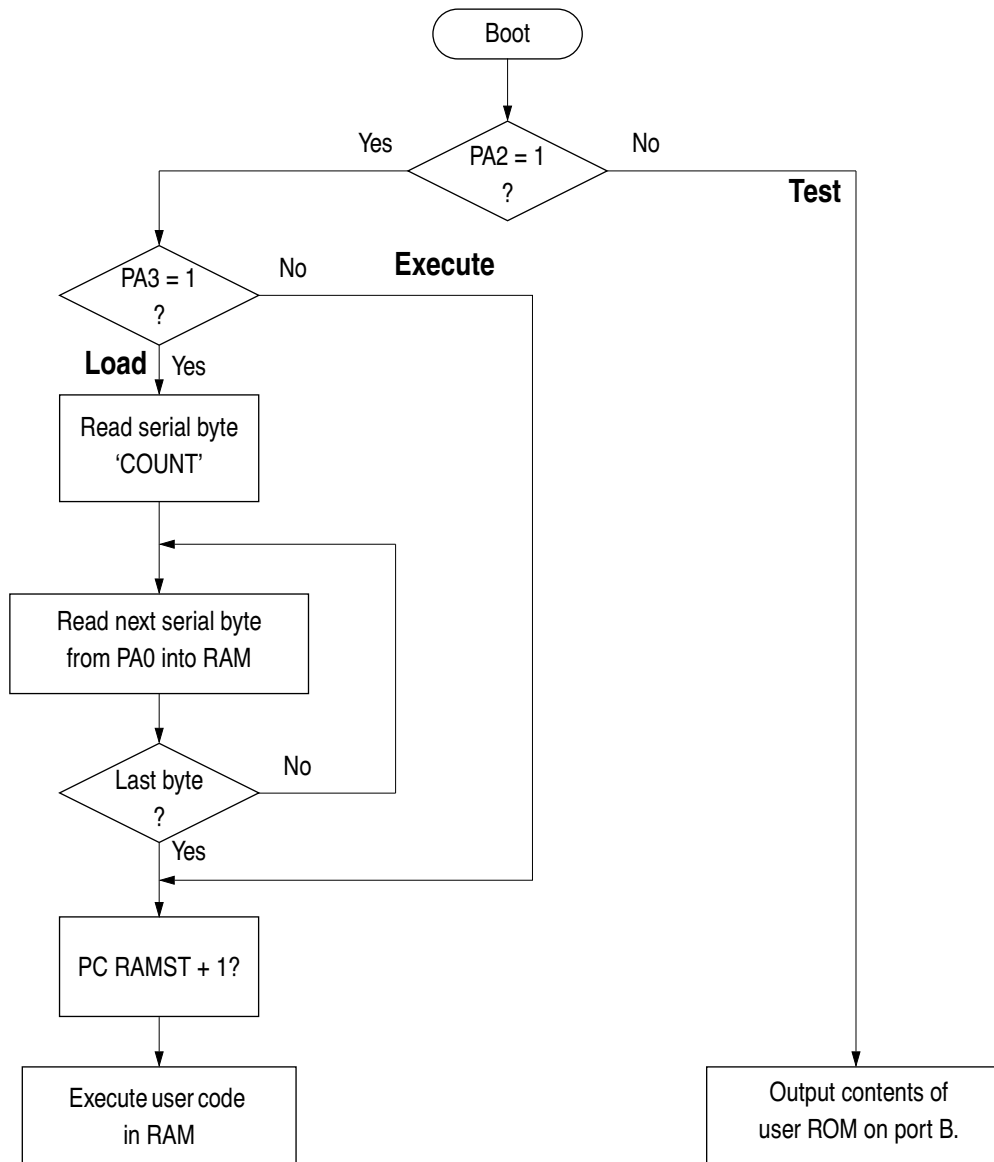 Boot
Yes
PA2 = 1
?
No
Test
PA3 = 1
?
No
Execute
Load
Yes
Read serial byte
‘COUNT’
Read next serial byte
from PA0 into RAM
Last byte
?
No
Yes
PC RAMST + 1?
Execute user code
in RAM
Output contents of
user ROM on port B.